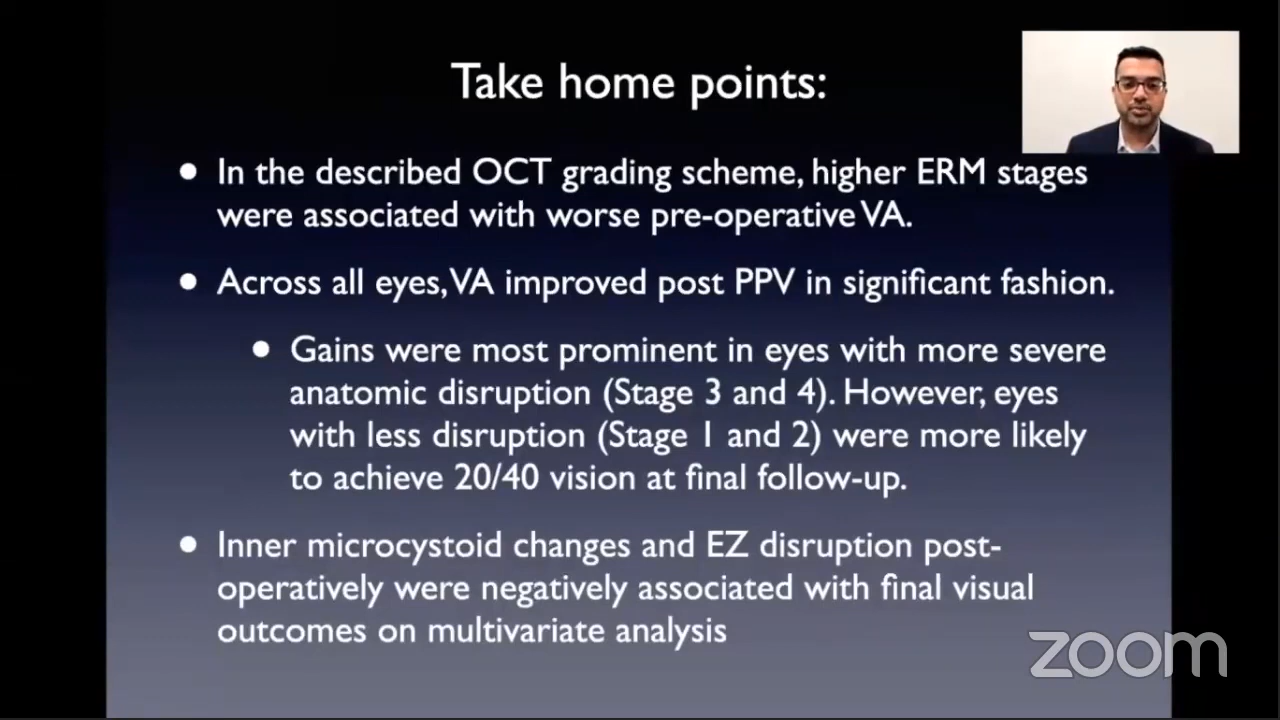 Take home points:
• In the described OCT grading scheme, higher ERM stages
were associated with worse pre-operative VA.
• Across all eyes, VA improved post PPV in significant fashion.
• Gains were most prominent in eyes with more severe
anatomic disruption (Stage 3 and 4). However, eyes
with less disruption (Stage 1 and 2) were more likely
to achieve 20/40 vision at final follow-up.
• Inner microcystoid changes and EZ disruption post-
operatively were negatively associated with final visual
outcomes on multivariate analysis
zoom